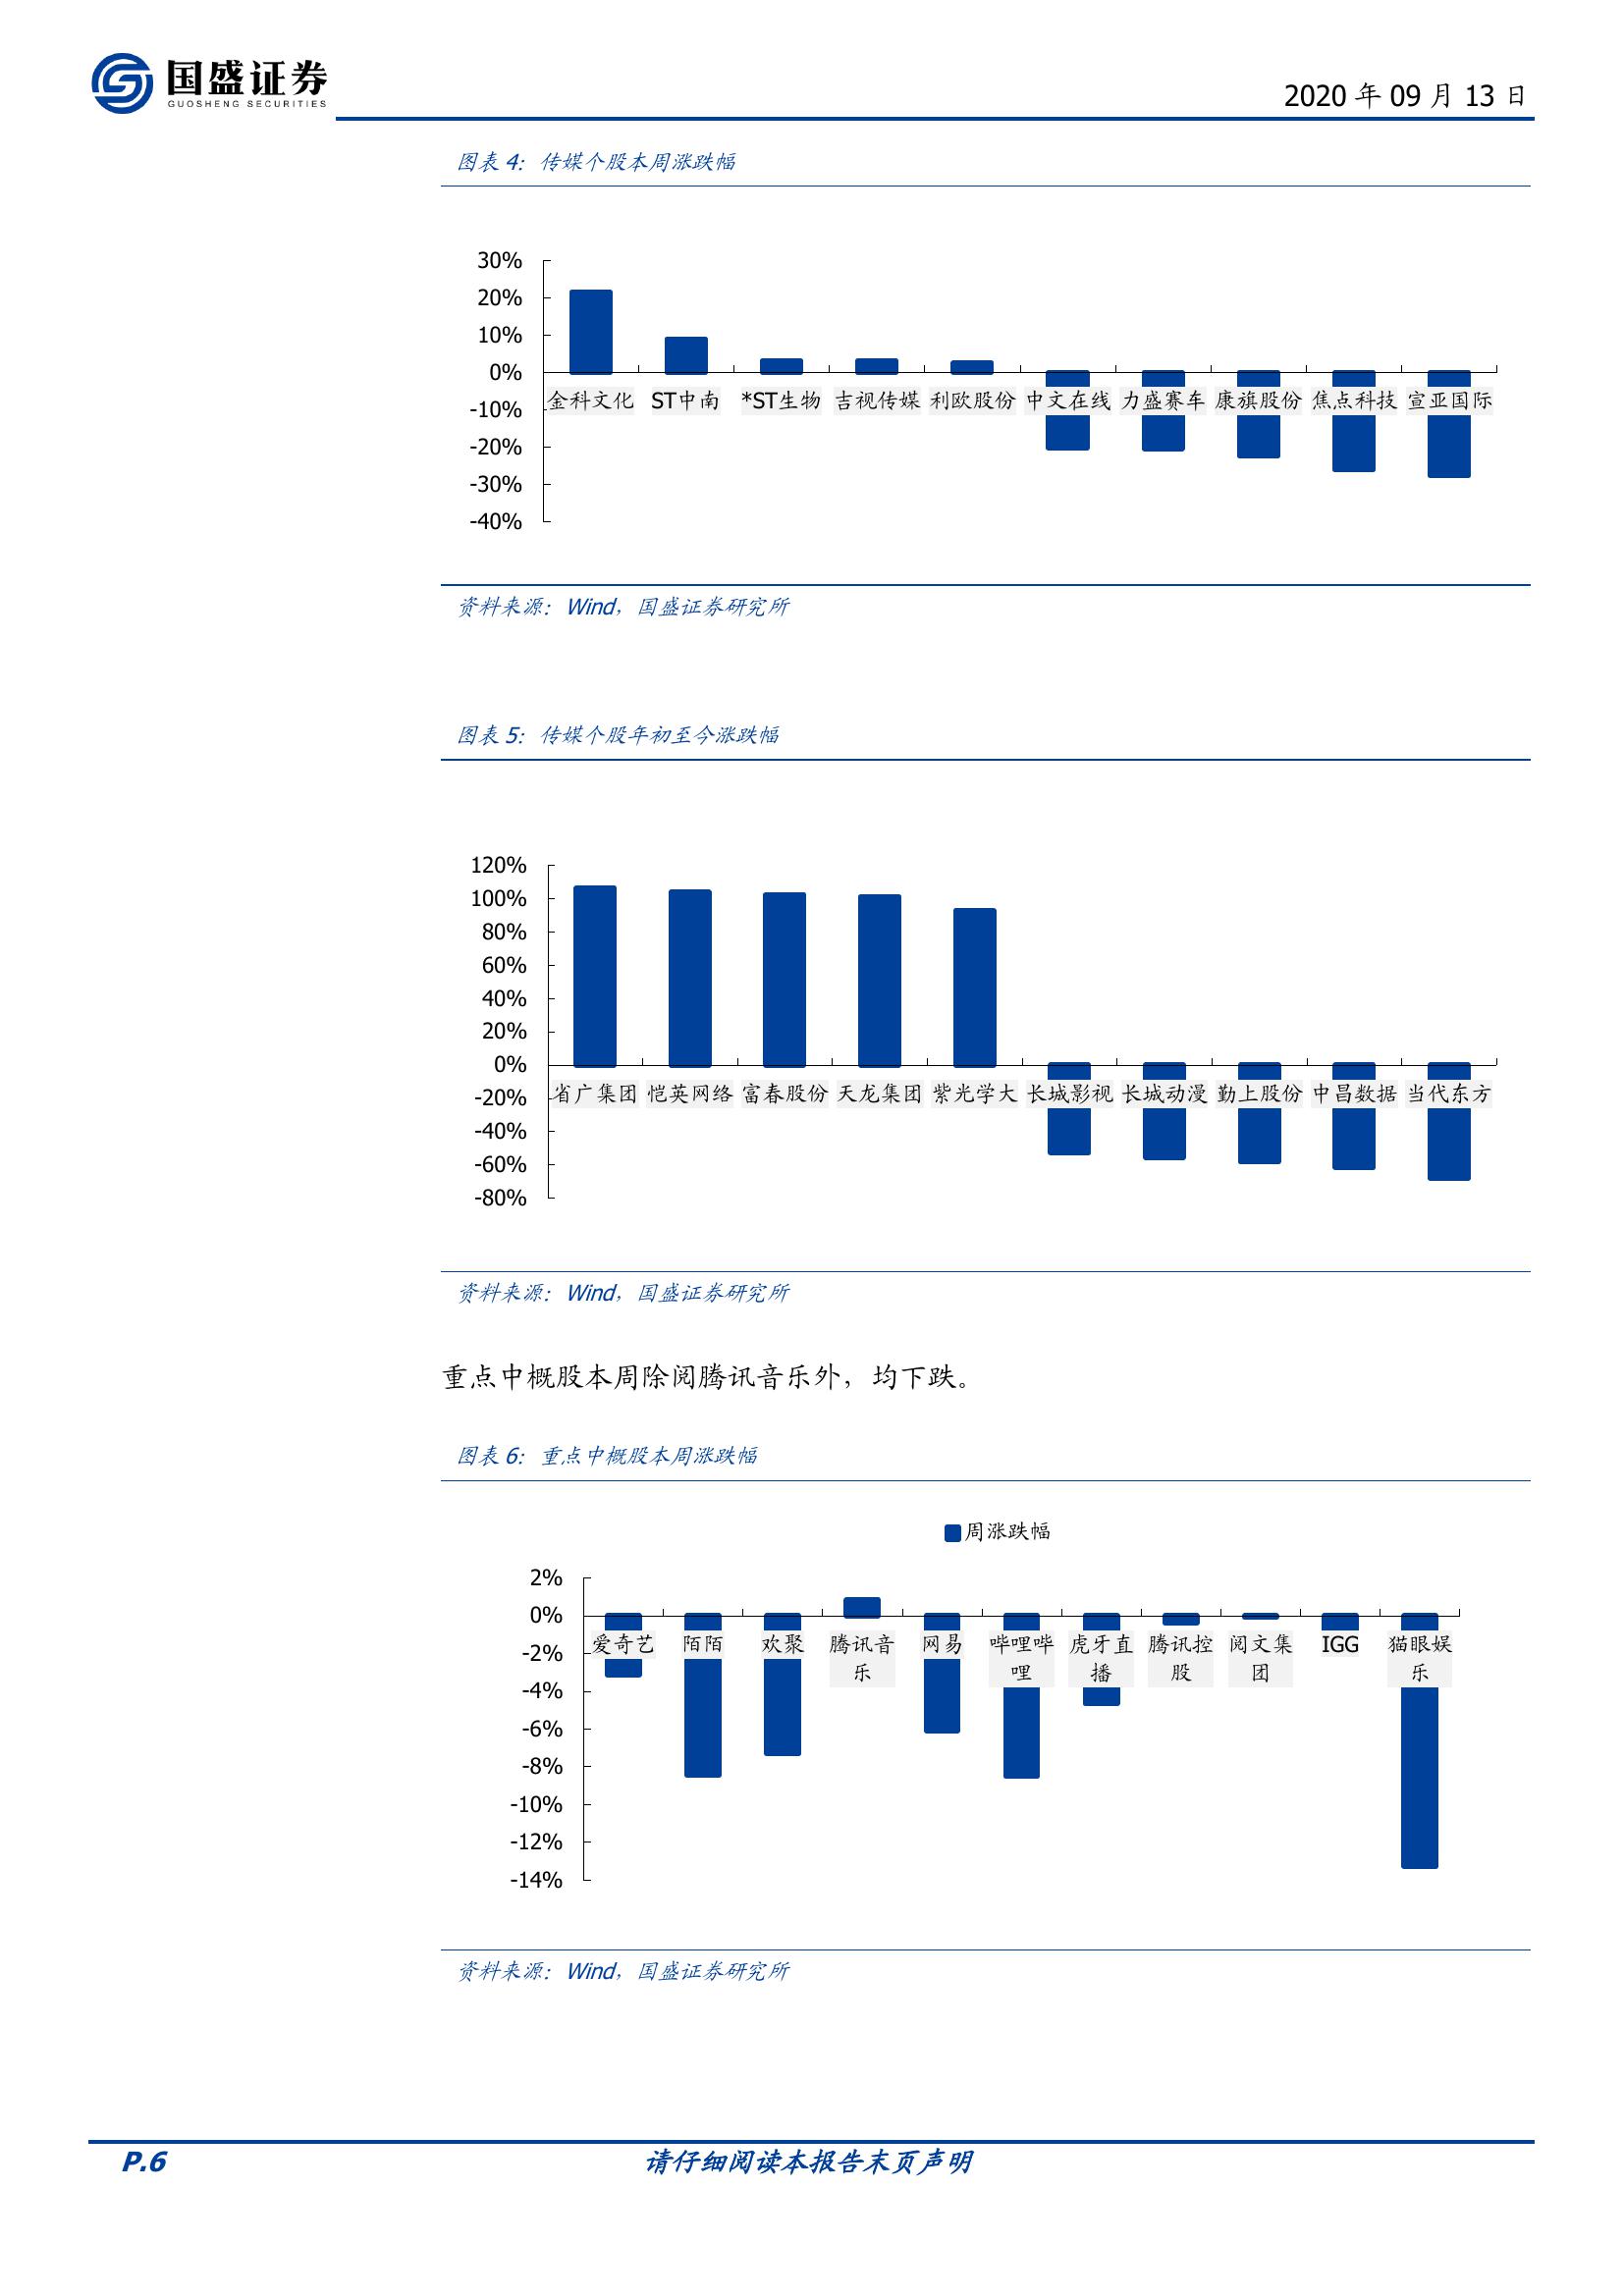 国盛证券
GUOSHENG SECURITIES
2020 年 09 月 13 日
图表 4：传媒个股本周涨跌幅
30%
20%
10%
0%
-10%
-20%
-30%
-40%
金科文化 ST中南 *ST生物 吉视传媒 利欧股份 中文在线 力盛赛车 康旗股份 焦点科技 宣亚国际
资料来源：Wind，国盛证券研究所
图表 5：传媒个股年初至今涨跌幅
120%
100%
80%
60%
40%
20%
0%
-20%
-40%
-60%
-80%
省广集团 恺英网络 富春股份 天龙集团 紫光学大 长城影视 长城动漫 勤上股份 中昌数据 当代东方
资料来源：Wind，国盛证券研究所
重点中概股本周除阅腾讯音乐外，均下跌。
图表 6：重点中概股本周涨跌幅
周涨跌幅
2%
0%
-2%
-4%
-6%
-8%
-10%
-12%
-14%
爱奇艺 陌陌 欢聚 腾讯音 网易 哔哩哔 虎牙直 腾讯控 阅文集 IGG 猫眼娱
乐 哩 播 股 团 乐
资料来源：Wind，国盛证券研究所
P.6 请仔细阅读本报告末页声明